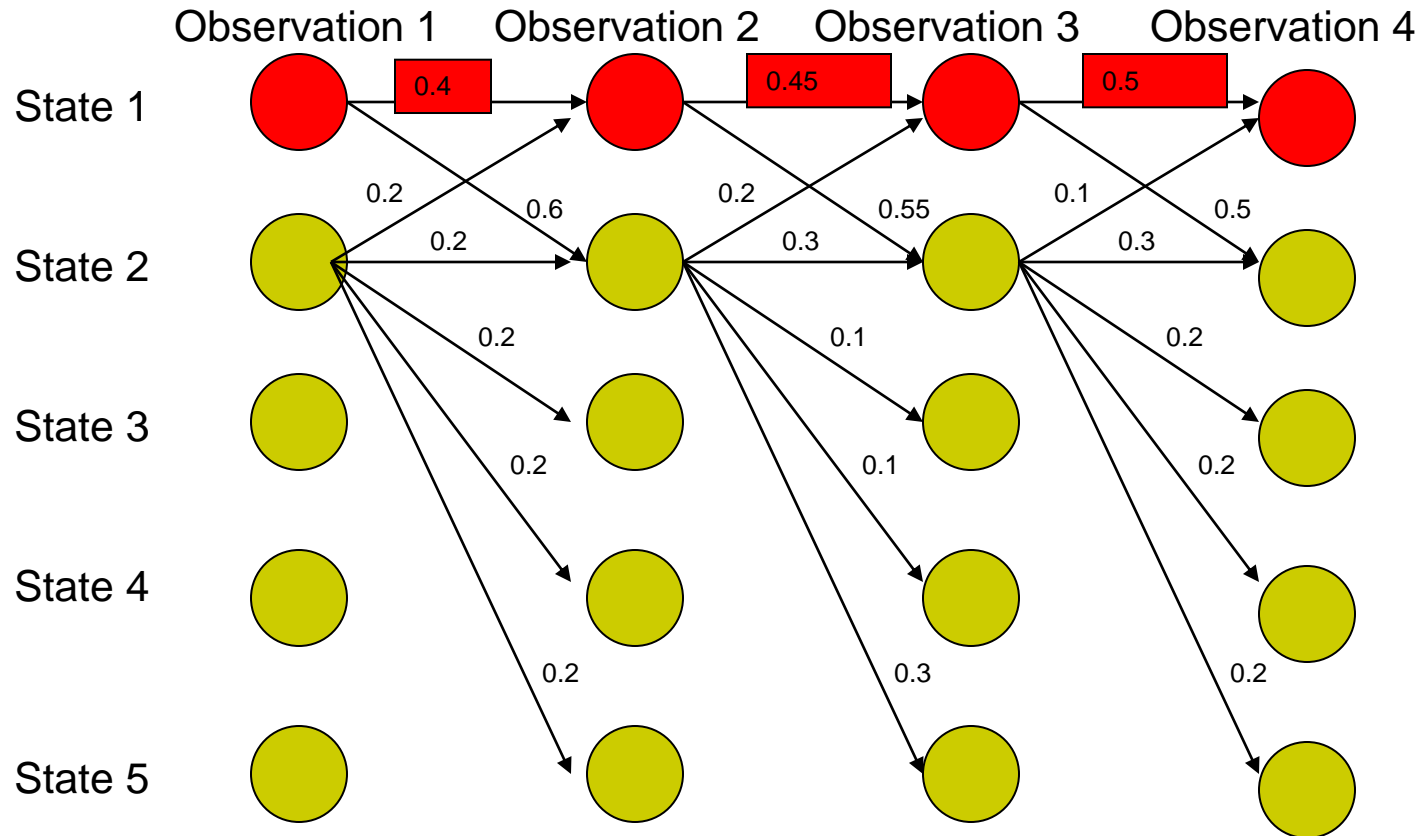 Observation 1 Observation 2 Observation 3 Observation 4
State 1
0.4 0.45 0.5
0.2 0.6 0.2 0.55 0.1 0.5
State 2
0.2 0.3 0.3
0.2 0.1 0.2
State 3
0.2 0.1 0.2
State 4
0.2 0.3 0.2
State 5